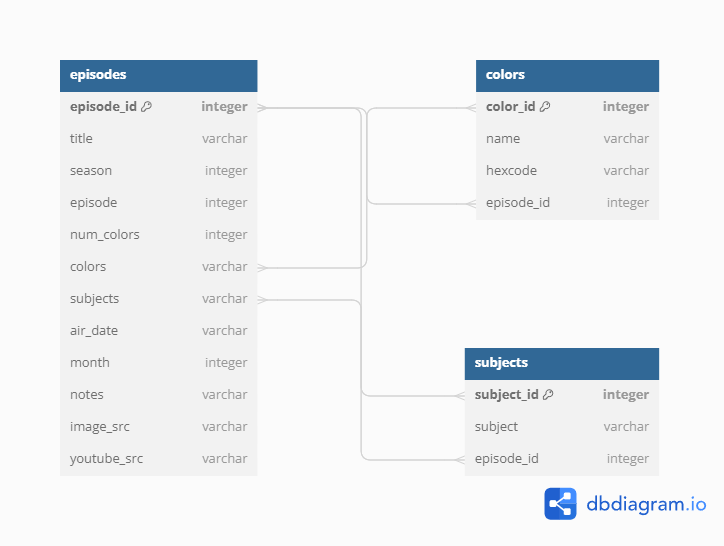 episodes
episode_id integer
title varchar
season integer
episode integer
num_colors integer
colors varchar
subjects varchar
air_date varchar
month integer
notes varchar
image_src varchar
youtube_src varchar
colors
color_id integer
name varchar
hexcode varchar
episode_id integer
subjects
subject_id integer
subject varchar
episode_id integer
dbdiagram.io